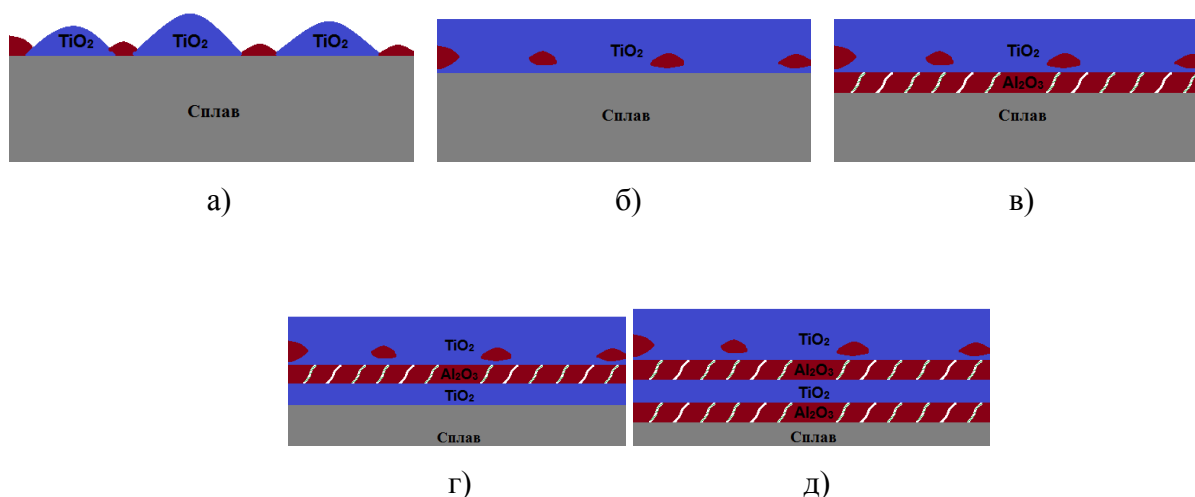 TiO₂ TiO₂ TiO₂
Сплав
а)
TiO₂
Сплав
б)
TiO₂
Al₂O₃
Сплав
в)
TiO₂
Al₂O₃
TiO₂
Сплав
г)
TiO₂
Al₂O₃
TiO₂
Al₂O₃
Сплав
д)